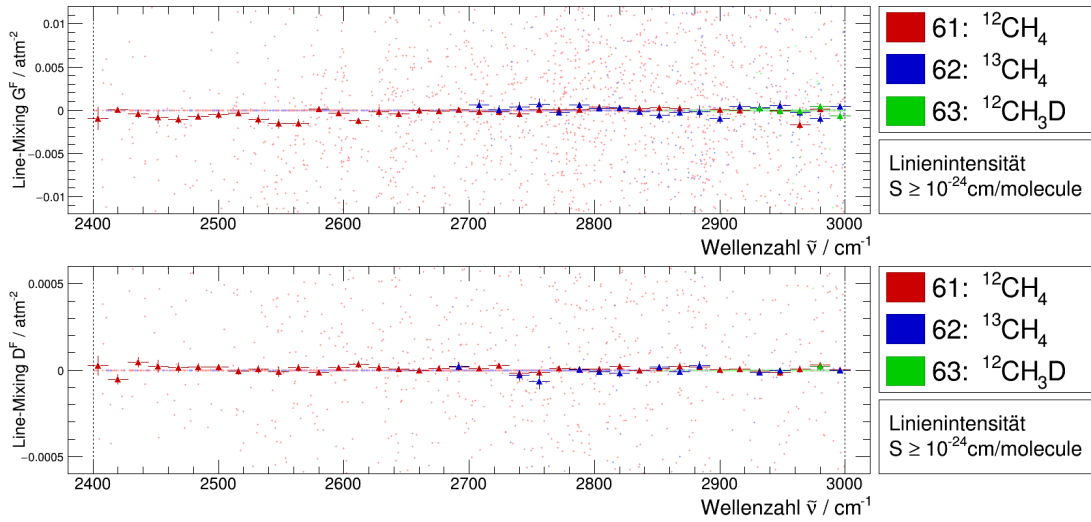 Line-Mixing G^F / atm^-2
0.01
0.005
0
−0.005
−0.01
2400 2500 2600 2700 2800 2900 3000
Wellenzahl ν̃ / cm^-1
61: ^12CH_4
62: ^13CH_4
63: ^12CH_3D
Linienintensität
S ≥ 10^-24cm/molecule
Line-Mixing D^F / atm^-2
0.0005
0
−0.0005
2400 2500 2600 2700 2800 2900 3000
Wellenzahl ν̃ / cm^-1
61: ^12CH_4
62: ^13CH_4
63: ^12CH_3D
Linienintensität
S ≥ 10^-24cm/molecule